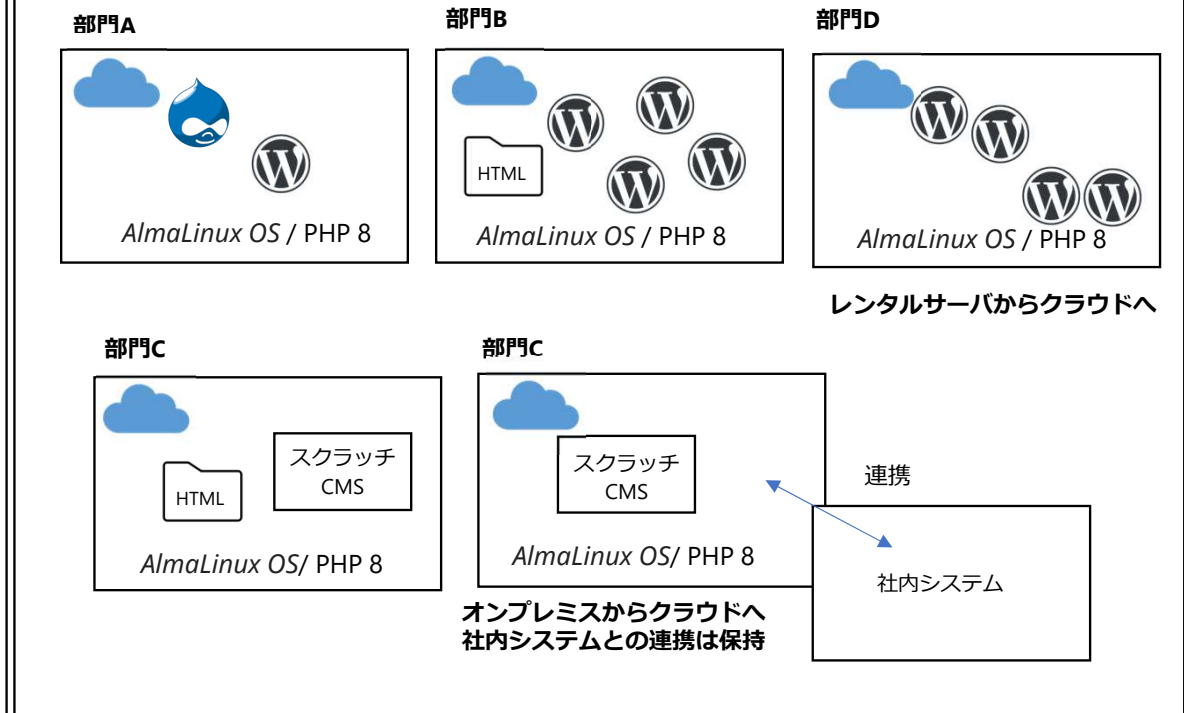 部門A
部門B
部門D
HTML
AlmaLinux OS / PHP 8
AlmaLinux OS / PHP 8
AlmaLinux OS / PHP 8
レンタルサーバからクラウドへ
部門C
部門C
HTML
スクラッチ
CMS
AlmaLinux OS/ PHP 8
スクラッチ
CMS
AlmaLinux OS/ PHP 8
連携
社内システム
オンプレミスからクラウドへ
社内システムとの連携は保持